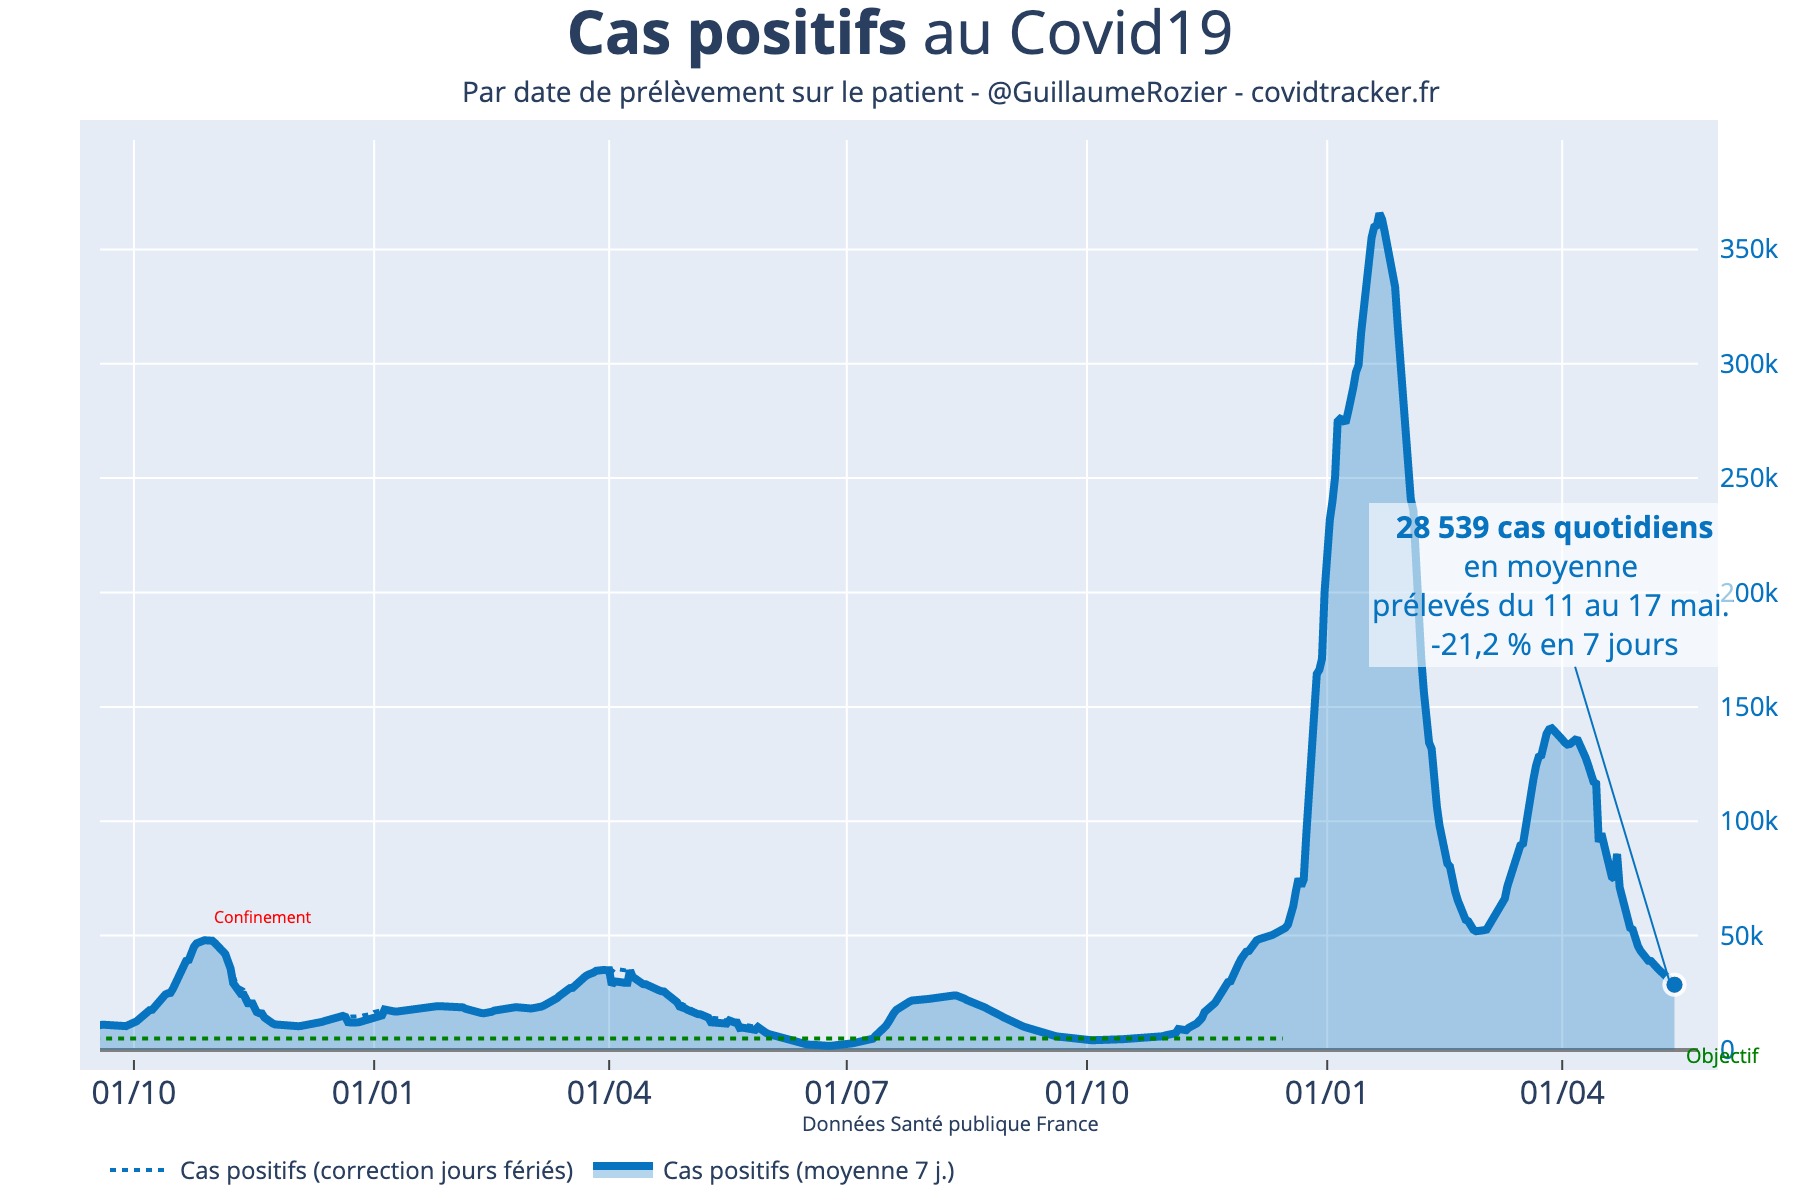 Cas positifs au Covid19
Par date de prélèvement sur le patient - @GuillaumeRozier - covidtracker.fr
350k
300k
250k
28 539 cas quotidiens
en moyenne
200k
prélevés du 11 au 17 mai.
-21,2 % en 7 jours
150k
100k
Confinement
50k
0
Objectif
01/10
01/01
01/04
01/07
01/10
01/01
01/04
Données Santé publique France
Cas positifs (correction jours fériés)
Cas positifs (moyenne 7 j.)